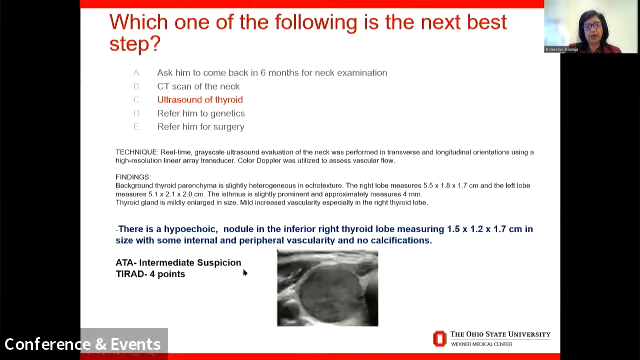 Which one of the following is the next best
step?
A. Ask him to come back in 6 months for neck examination
B. CT scan of the neck
C. Ultrasound of thyroid
D. Refer him to genetics
E. Refer him for surgery
TECHNIQUE: Real-time, grayscale ultrasound evaluation of the neck was performed in transverse and longitudinal orientations using a
high-resolution linear array transducer. Color Doppler was utilized to assess vascular flow.
FINDINGS:
Background thyroid parenchyma is slightly heterogeneous in echotexture. The right lobe measures 5.5 x 1.8 x 1.7 cm and the left lobe
measures 5.1 x 2.1 x 2.0 cm. The isthmus is slightly prominent and approximately measures 4 mm.
Thyroid gland is mildly enlarged in size. Mild increased vascularity especially in the right thyroid lobe.
-There is a hypoechoic, nodule in the inferior right thyroid lobe measuring 1.5 x 1.2 x 1.7 cm in
size with some internal and peripheral vascularity and no calcifications.
ATA- Intermediate Suspicion
TIRAD- 4 points
THE OHIO STATE UNIVERSITY
WEXNER MEDICAL CENTER
Conference & Events